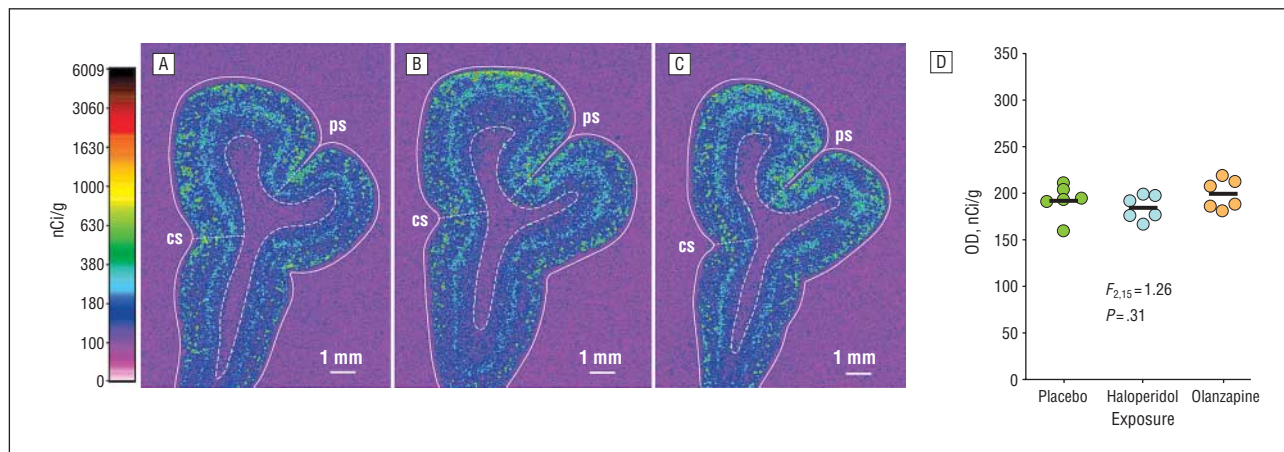 nCi/g
6009
3060
1630
1000
630
380
180
100
0
A
ps
cs
1 mm
B
ps
cs
1 mm
C
ps
cs
1 mm
D
OD, nCi/g
350
300
250
200
150
100
50
0
F2,15=1.26
P=.31
Placebo Haloperidol Olanzapine
Exposure